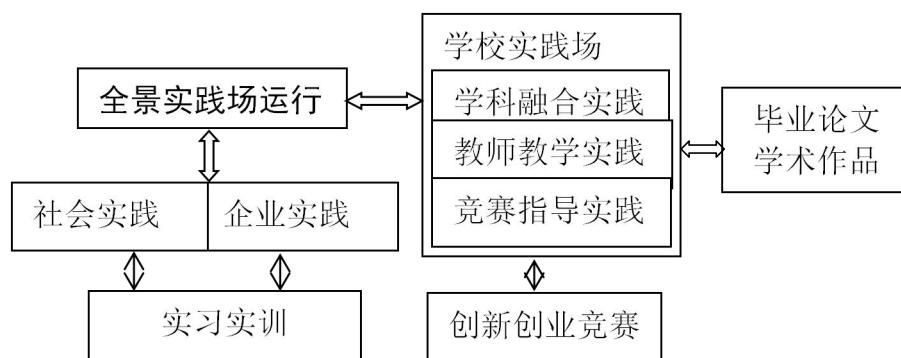 学校实践场
全景实践场运行
学科融合实践
教师教学实践
竞赛指导实践
毕业论文
学术作品
社会实践
企业实践
实习实训
创新创业竞赛